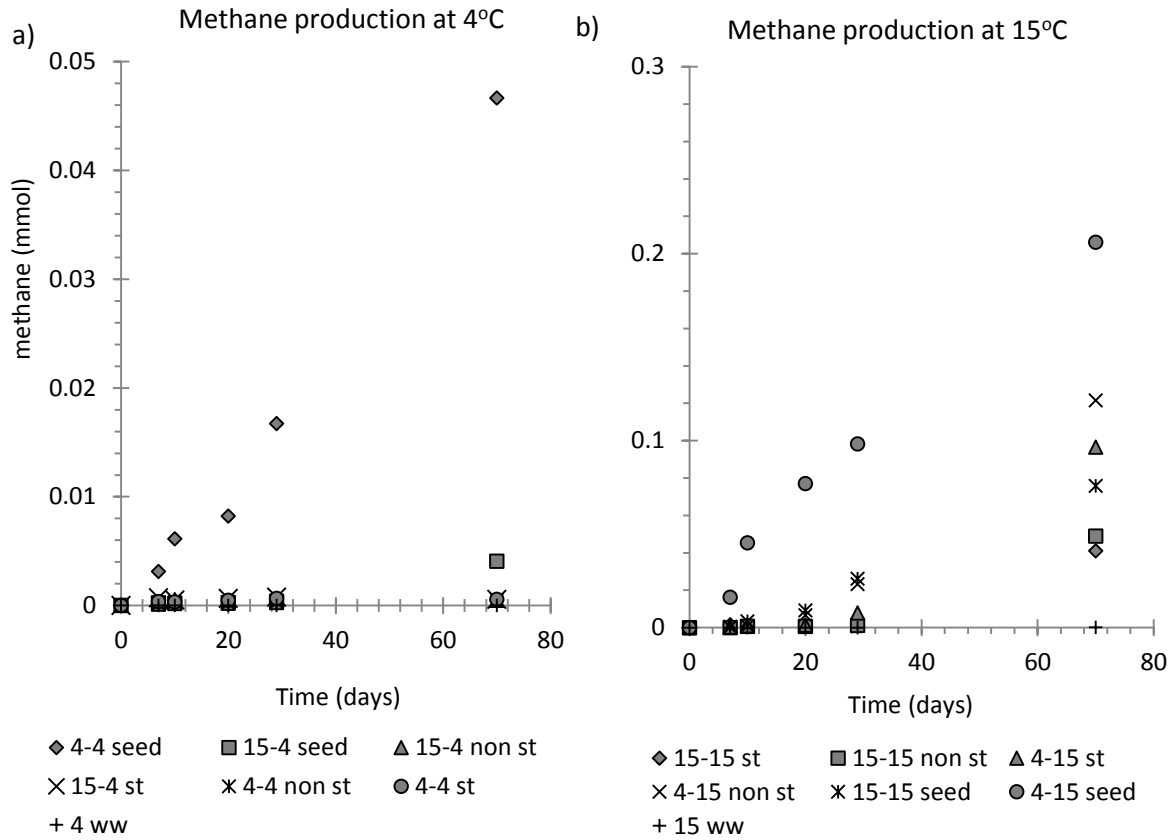 a)
Methane production at 4°C
0.05
0.04
0.03
0.02
0.01
0
methane (mmol)
0 20 40 60 80
Time (days)
4-4 seed 15-4 seed 15-4 non st
15-4 st 4-4 non st 4-4 st
4 ww
b)
Methane production at 15°C
0.3
0.2
0.1
0
0 20 40 60 80
Time (days)
15-15 st 15-15 non st 4-15 st
4-15 non st 15-15 seed 4-15 seed
15 ww